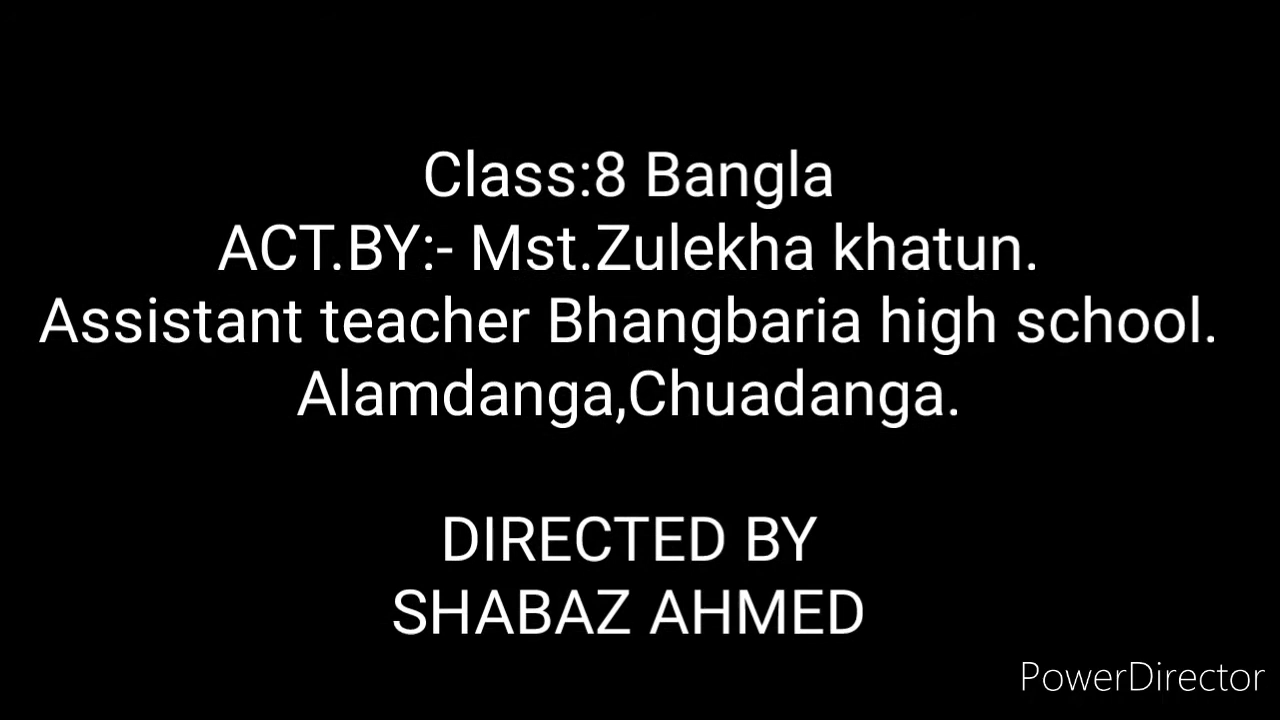 Class:8 Bangla
ACT.BY:- Mst.Zulekha khatun.
Assistant teacher Bhangbaria high school.
Alamdanga,Chuadanga.
DIRECTED BY
SHABAZ AHMED
PowerDirector